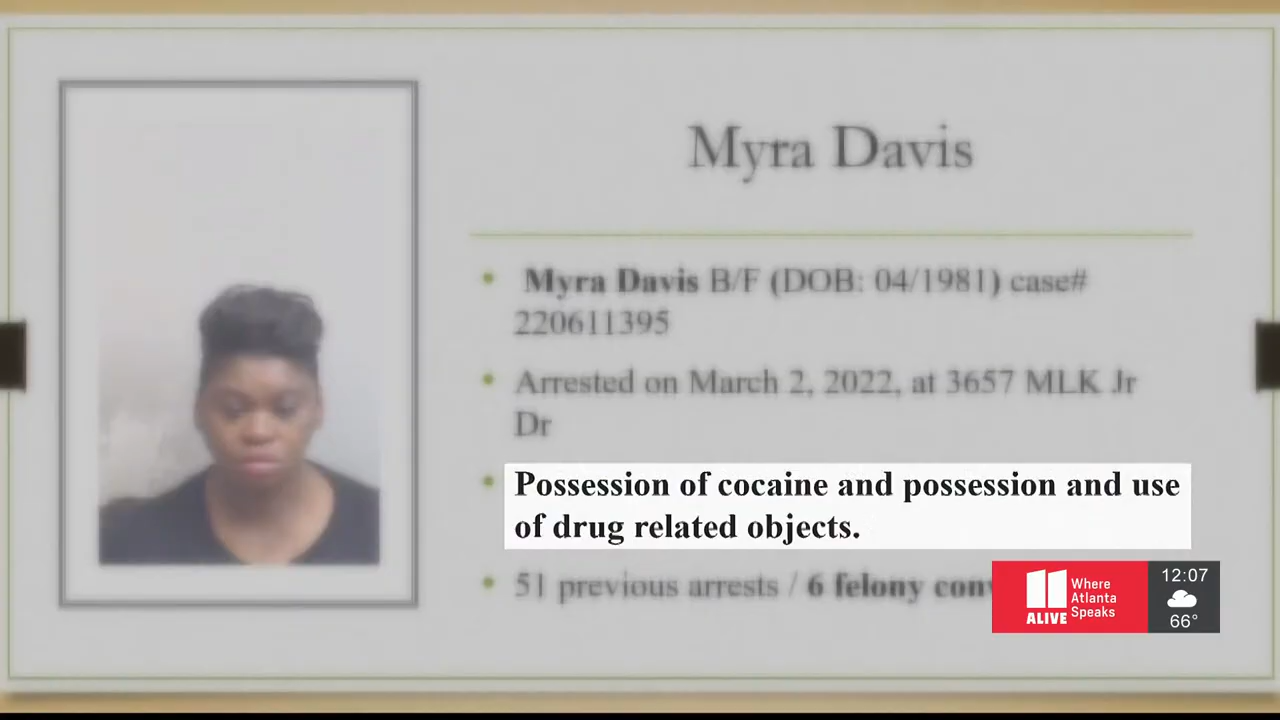 Myra Davis
• Myra Davis B/F (DOB: 04/1981) case#
220611395
• Arrested on March 2, 2022, at 3657 MLK Jr
Dr
• Possession of cocaine and possession and use
of drug related objects.
• 51 previous arrests / 6 felony
11
ALIVE
Where
Atlanta
Speaks
12:07
66°